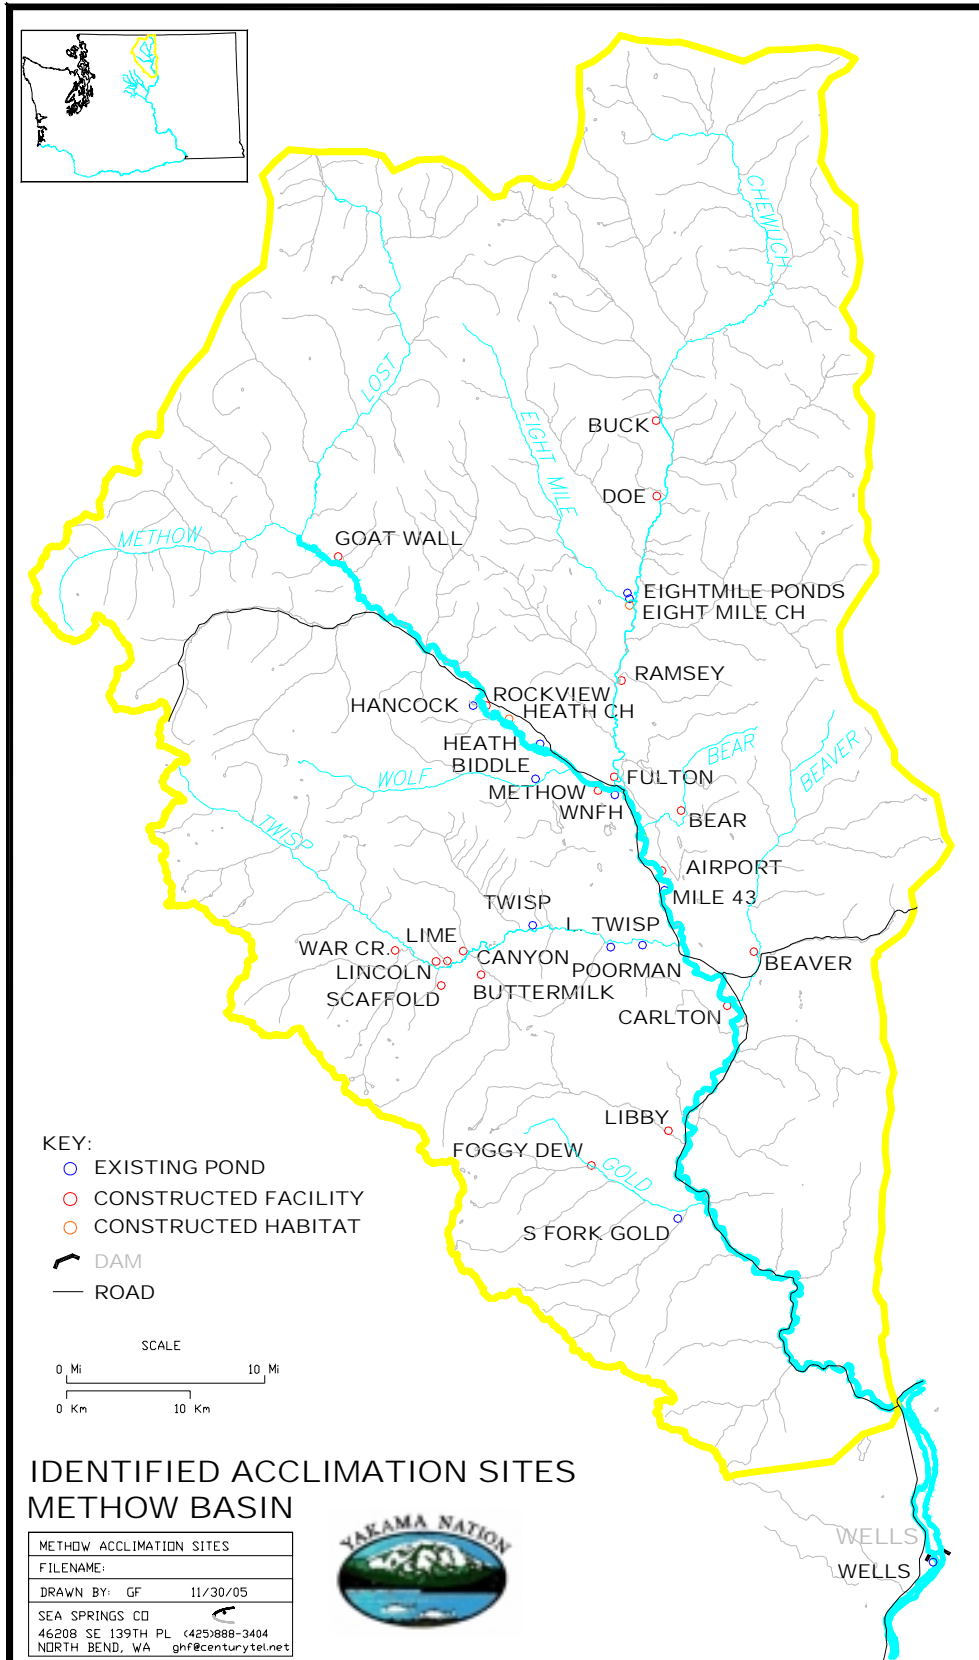 CHEWUCH
LOST
EIGHT MILE
BUCK
DOE
METHOW
GOAT WALL
EIGHTMILE PONDS
EIGHT MILE CH
RAMSEY
ROCKVIEW
HANCOCK
HEATH CH
HEATH
BIDDLE
BEAR
BEAVER
WOLF
FULTON
METHOW
WNFH
BEAR
TWISP
AIRPORT
MILE 43
TWISP
L. TWISP
WAR CR.
LIME
CANYON
POORMAN
BEAVER
LINCOLN
BUTTERMILK
SCAFFOLD
CARLTON
LIBBY
FOGGY DEW
GOLD
S FORK GOLD
KEY:
EXISTING POND
CONSTRUCTED FACILITY
CONSTRUCTED HABITAT
DAM
ROAD
SCALE
0 Mi 10 Mi
0 Km 10 Km
IDENTIFIED ACCLIMATION SITES
METHOW BASIN
YAKAMA NATION
WELLS
WELLS
METHOW ACCLIMATION SITES
FILENAME:
DRAWN BY: GF 11/30/05
SEA SPRINGS CO
46208 SE 139TH PL (425)888-3404
NORTH BEND, WA ghf@centurytel.net